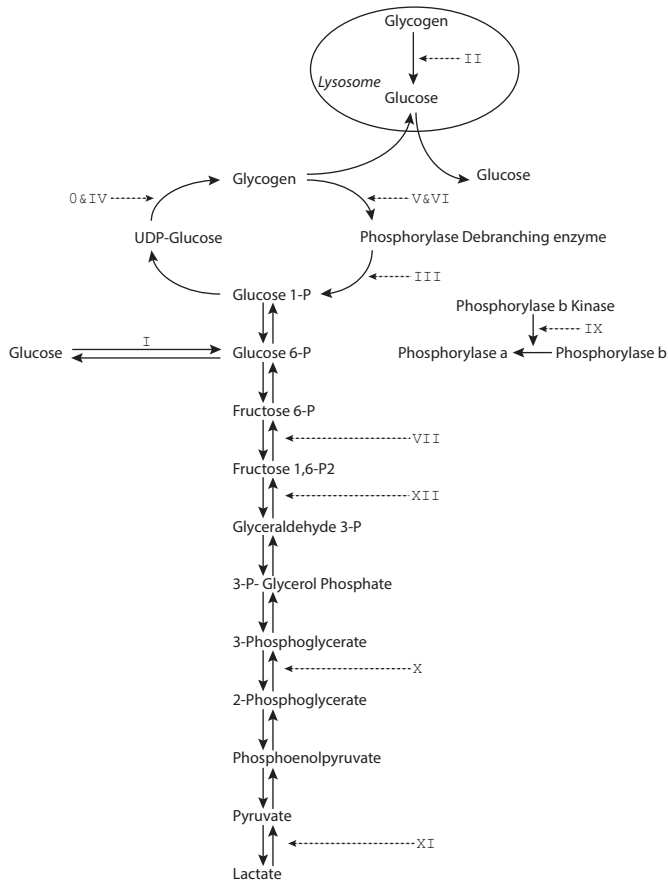 Glycogen
II
Lysosome
Glucose
Glycogen
Glucose
0&IV
V&VI
UDP-Glucose
Phosphorylase Debranching enzyme
III
Glucose 1-P
Phosphorylase b Kinase
IX
I
Glucose
Glucose 6-P
Phosphorylase a
Phosphorylase b
Fructose 6-P
VII
Fructose 1,6-P2
XII
Glyceraldehyde 3-P
3-P- Glycerol Phosphate
3-Phosphoglycerate
X
2-Phosphoglycerate
Phosphoenolpyruvate
Pyruvate
XI
Lactate